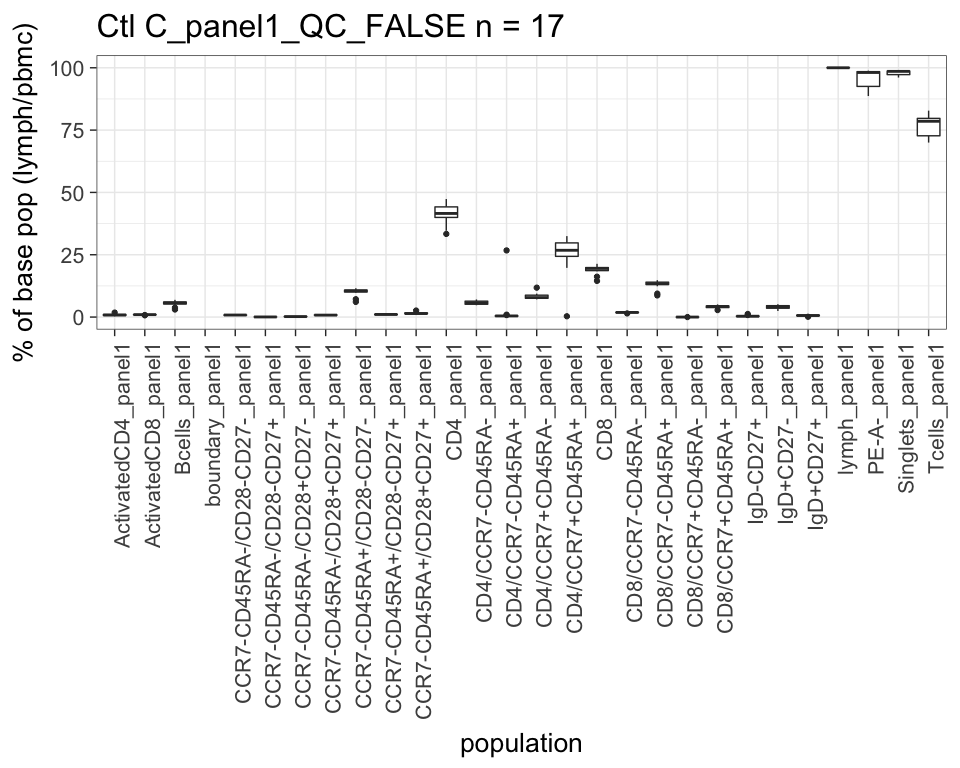 Ctl C_panel1_QC_FALSE n = 17
% of base pop (lymph/pbmc)
100
75
50
25
0
ActivatedCD4_panel1
ActivatedCD8_panel1
Bcells_panel1
boundary_panel1
CCR7-CD45RA-/CD28-CD27-_panel1
CCR7-CD45RA-/CD28-CD27+_panel1
CCR7-CD45RA-/CD28+CD27-_panel1
CCR7-CD45RA-/CD28+CD27+_panel1
CCR7-CD45RA+/CD28-CD27-_panel1
CCR7-CD45RA+/CD28-CD27+_panel1
CCR7-CD45RA+/CD28+CD27+_panel1
CD4_panel1
CD4/CCR7-CD45RA-_panel1
CD4/CCR7-CD45RA+_panel1
CD4/CCR7+CD45RA-_panel1
CD4/CCR7+CD45RA+_panel1
CD8_panel1
CD8/CCR7-CD45RA-_panel1
CD8/CCR7-CD45RA+_panel1
CD8/CCR7+CD45RA-_panel1
CD8/CCR7+CD45RA+_panel1
IgD-CD27+_panel1
IgD+CD27-_panel1
IgD+CD27+_panel1
lymph_panel1
PE-A-_panel1
Singlets_panel1
Tcells_panel1
population